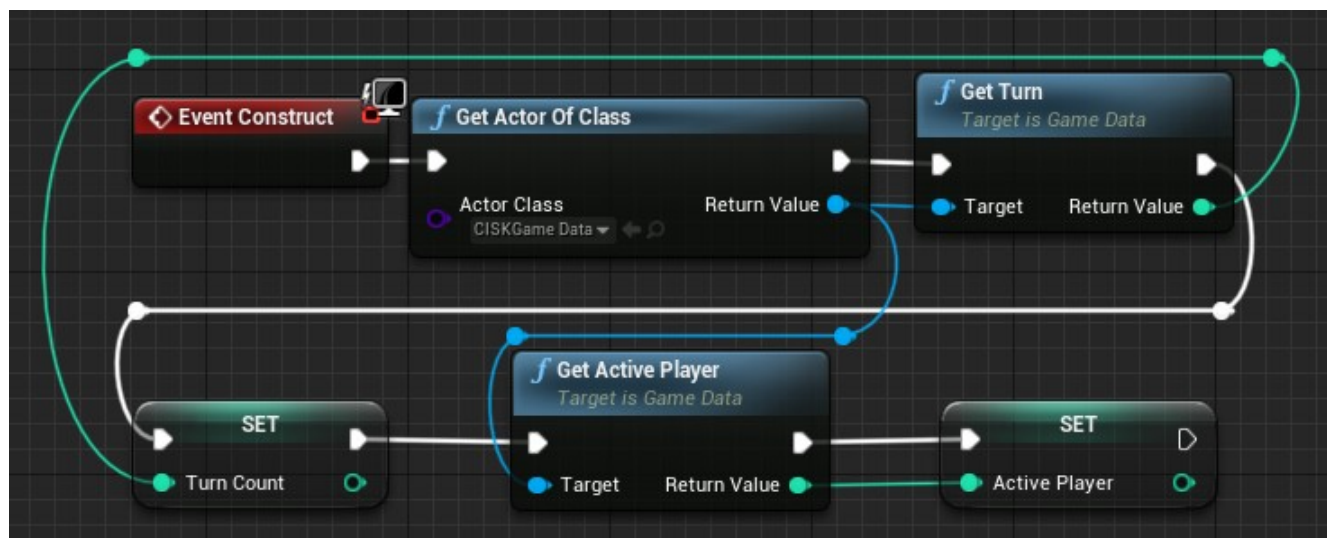 Event Construct
f Get Actor Of Class
Actor Class
CISKGame Data
Return Value
f Get Turn
Target is Game Data
Target
Return Value
SET
Turn Count
f Get Active Player
Target is Game Data
Target
Return Value
SET
Active Player